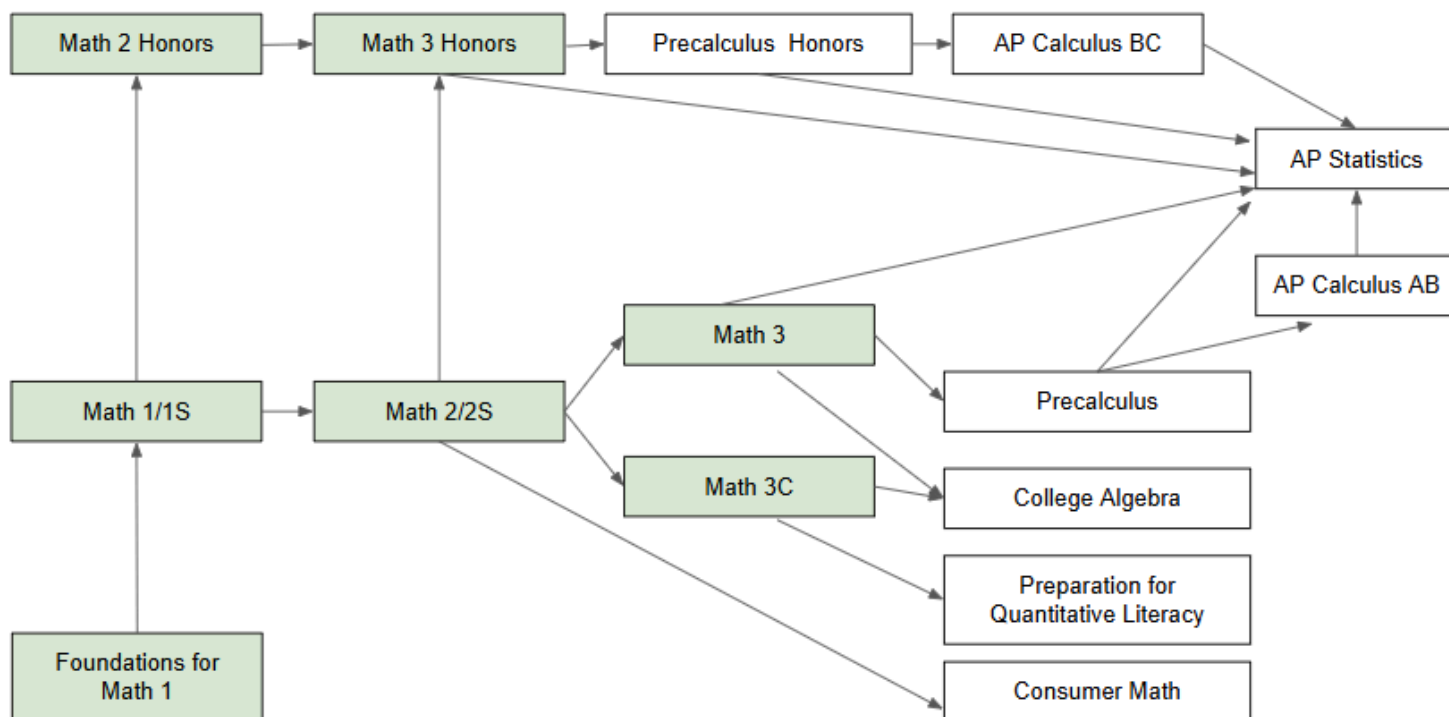 Math 2 Honors
Math 3 Honors
Precalculus Honors
AP Calculus BC
AP Statistics
AP Calculus AB
Math 3
Math 1/1S
Math 2/2S
Precalculus
Math 3C
College Algebra
Preparation for
Quantitative Literacy
Foundations for
Math 1
Consumer Math